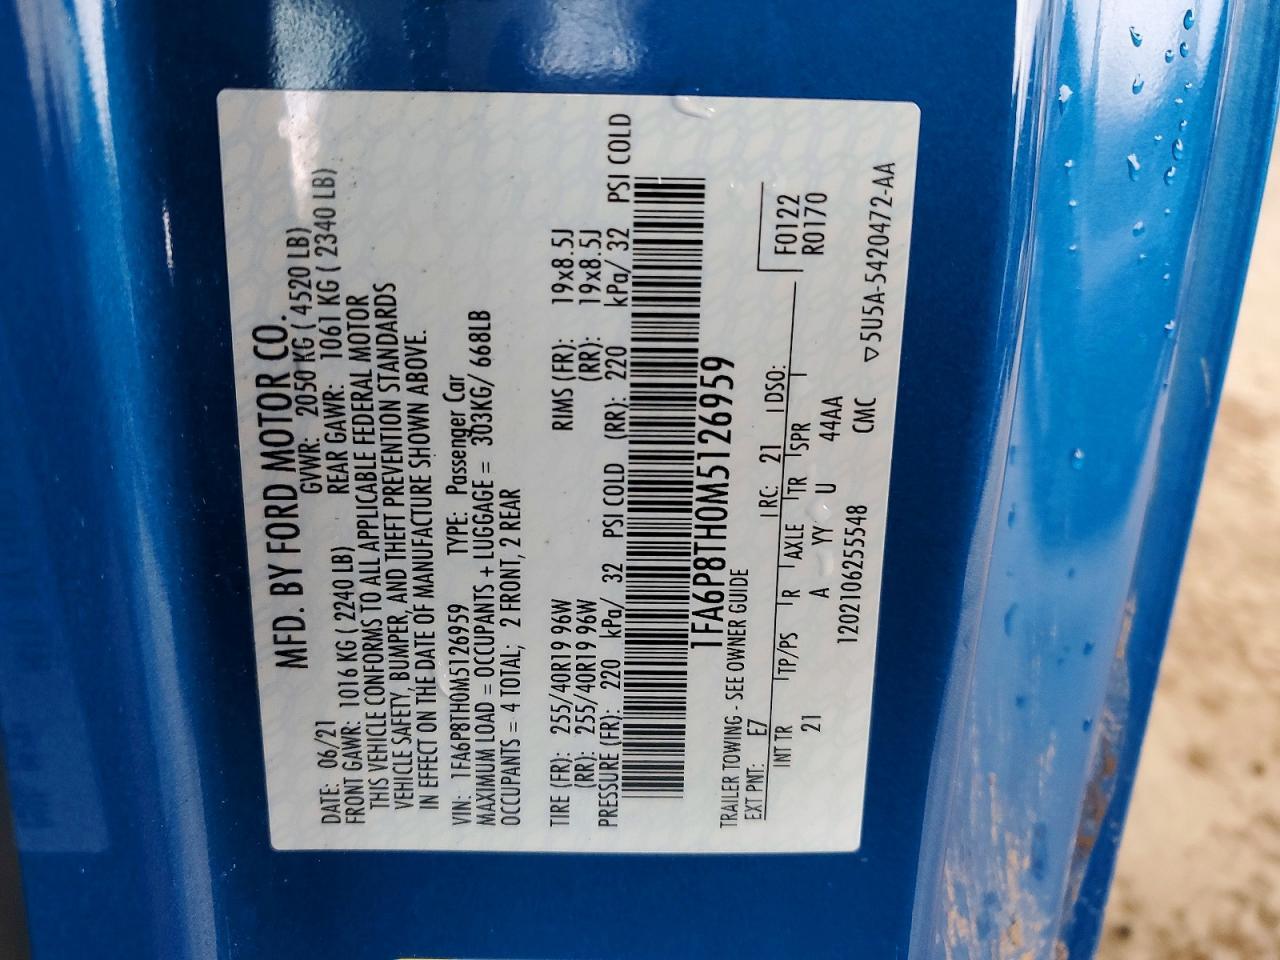 MFD. BY FORD MOTOR CO.
DATE: 06/21 GVWR: 2050 KG ( 4520 LB)
FRONT GAWR: 1016 KG ( 2240 LB) REAR GAWR: 1061 KG ( 2340 LB)
THIS VEHICLE CONFORMS TO ALL APPLICABLE FEDERAL MOTOR
VEHICLE SAFETY, BUMPER, AND THEFT PREVENTION STANDARDS
IN EFFECT ON THE DATE OF MANUFACTURE SHOWN ABOVE.
VIN: 1FA6P8TH0M5126959 TYPE: Passenger Car
MAXIMUM LOAD = OCCUPANTS + LUGGAGE = 303KG/ 668LB
OCCUPANTS = 4 TOTAL; 2 FRONT, 2 REAR
TIRE (FR): 255/40R19 96W RIMS (FR): 19x8.5J
(RR): 255/40R19 96W (RR): 19x8.5J
PRESSURE (FR): 220 kPa/ 32 PSI COLD (RR): 220 kPa/ 32 PSI COLD
1FA6P8TH0M5126959
TRAILER TOWING - SEE OWNER GUIDE
EXT PNT: E7 RC: 21 DSO:
INT TR TP/PS R AXLE TR SPR
21 A YY U 44AA
F0122
R0170
1202106255548 CMC ▽5U5A-5420472-AA